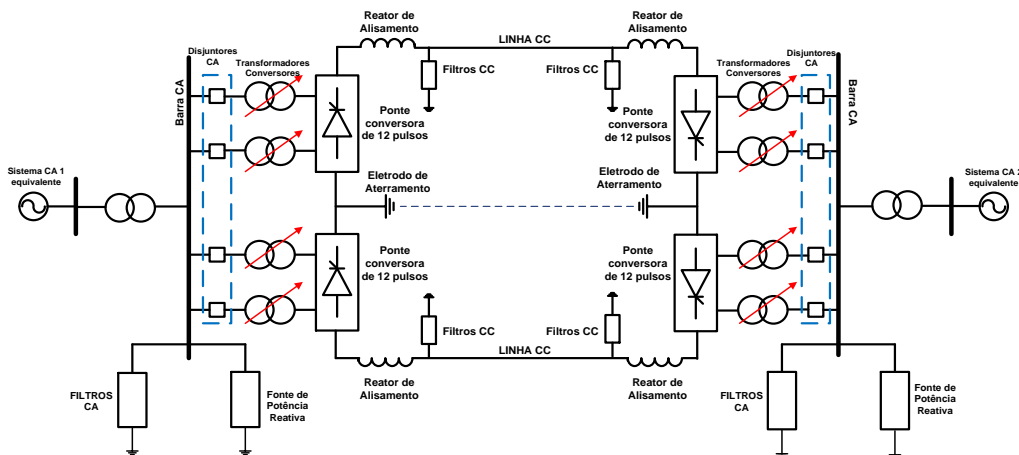 Reator de
Alisamento
LINHA CC
Reator de
Alisamento
Disjuntores
CA
Transformadores
Conversores
Filtros CC
Filtros CC
Transformadores
Conversores
Disjuntores
CA
Barra CA
Barra CA
Ponte
conversora
de 12 pulsos
Ponte
conversora
de 12 pulsos
Sistema CA 1
equivalente
Eletrodo de
Aterramento
Eletrodo de
Aterramento
Sistema CA 2
equivalente
Ponte
conversora
de 12 pulsos
Ponte
conversora
de 12 pulsos
Filtros CC
Filtros CC
LINHA CC
Reator de
Alisamento
Reator de
Alisamento
FILTROS
CA
Fonte de
Potência
Reativa
FILTROS
CA
Fonte de
Potência
Reativa